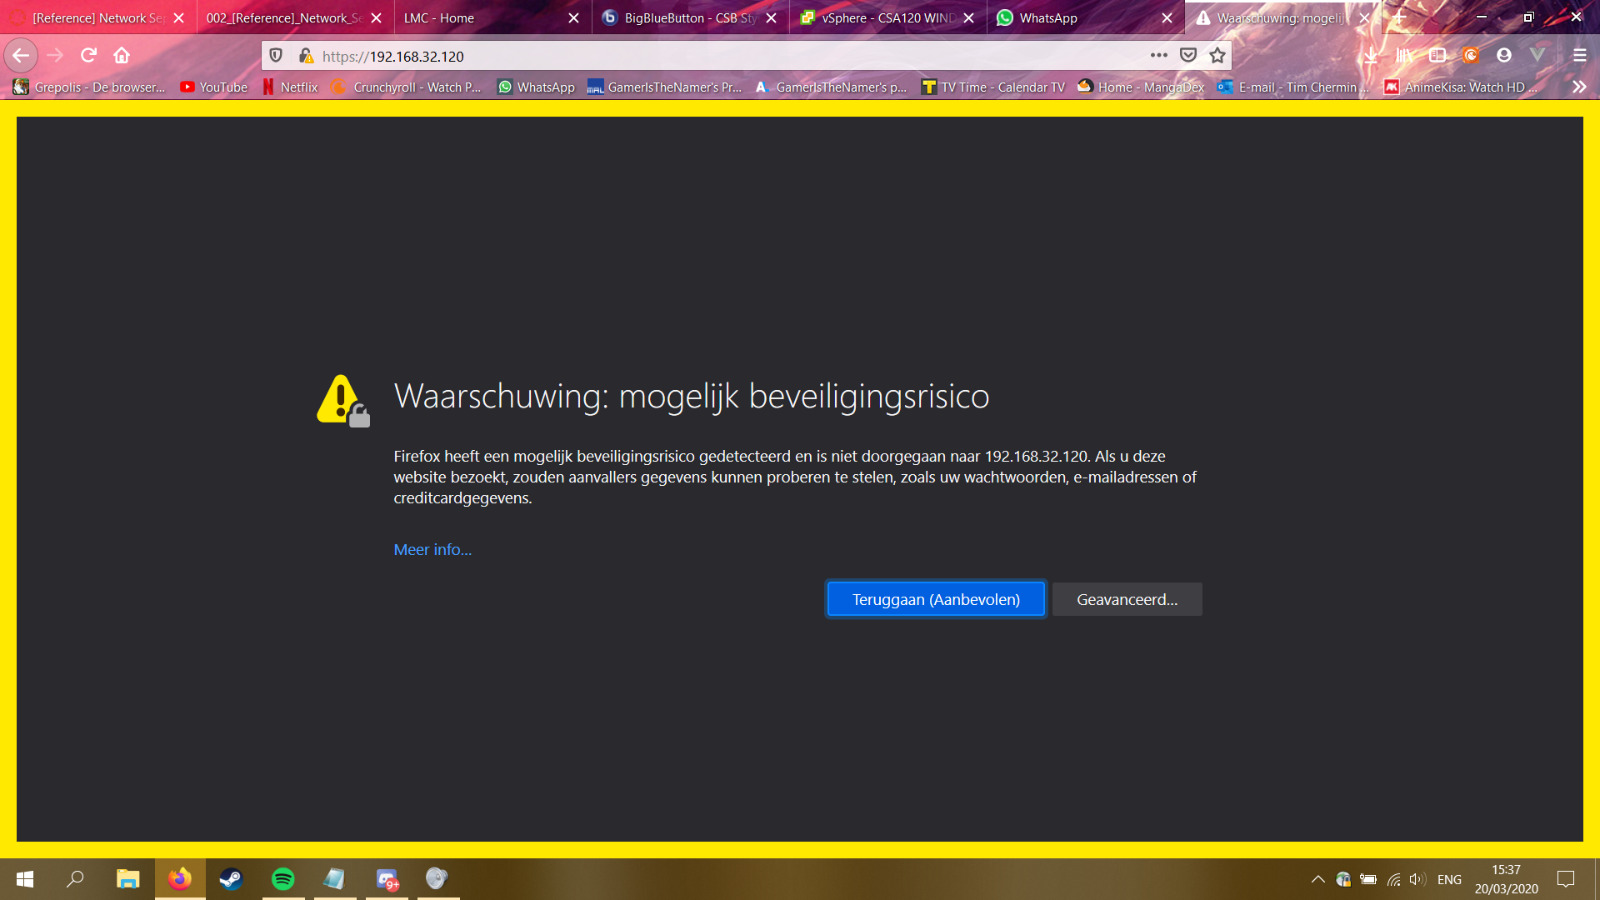 [Reference] Network Se
002_[Reference]_Network_Se
LMC - Home
BigBlueButton - CSB Sty
vSphere - CSA120 WIND
WhatsApp
Waarschuwing: mogelij
https://192.168.32.120
Grepolis - De browser...
YouTube
Netflix
Crunchyroll - Watch P...
WhatsApp
MAL
GamerIsTheNamer's Pr...
GamerIsTheNamer's p...
TV Time - Calendar TV
Home - MangaDex
E-mail - Tim Chermin ...
AnimeKisa: Watch HD ...
Waarschuwing: mogelijk beveiligingsrisico
Firefox heeft een mogelijk beveiligingsrisico gedetecteerd en is niet doorgegaan naar 192.168.32.120. Als u deze
website bezoekt, zouden aanvallers gegevens kunnen proberen te stelen, zoals uw wachtwoorden, e-mailadressen of
creditcardgegevens.
Meer info...
Teruggaan (Aanbevolen)
Geavanceerd...
9+
ENG
15:37
20/03/2020